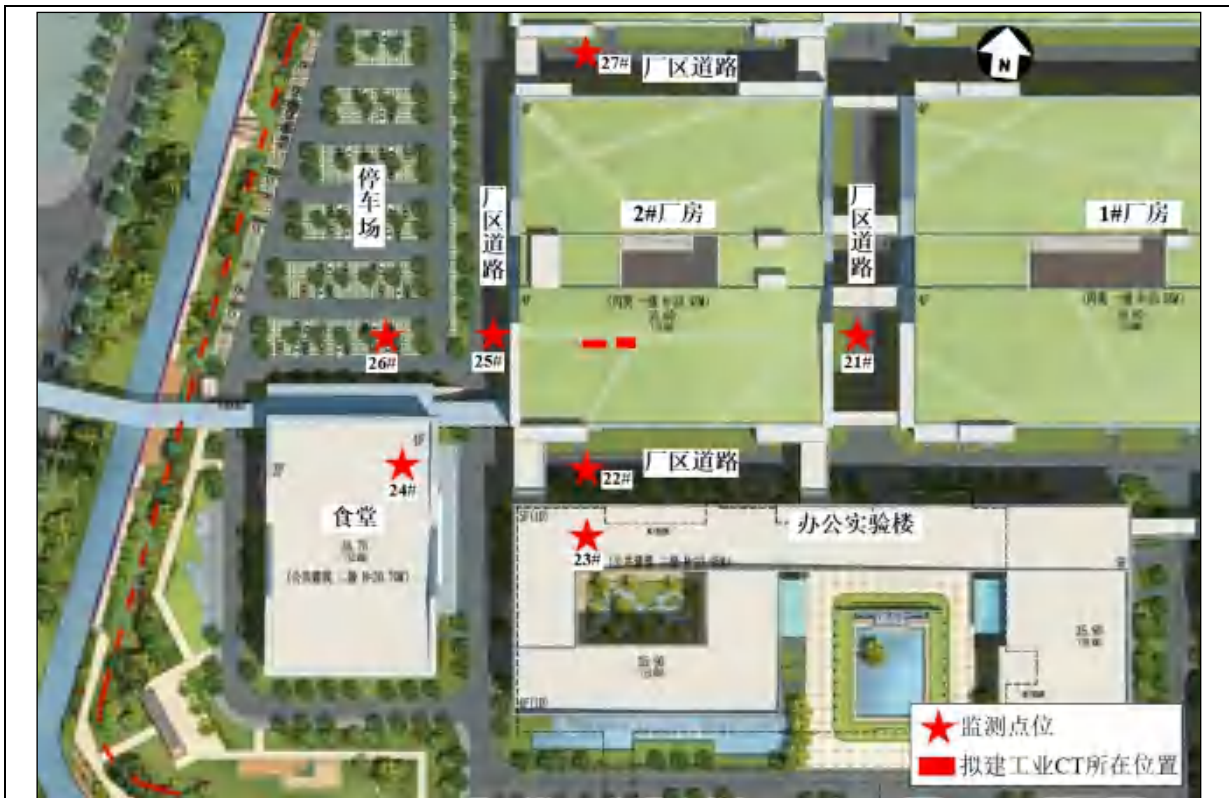 27#
厂区道路
N
停车场
厂区道路
2#厂房
厂区道路
1#厂房
26#
25#
21#
厂区道路
22#
24#
食堂
办公实验楼
23#
监测点位
拟建工业CT所在位置